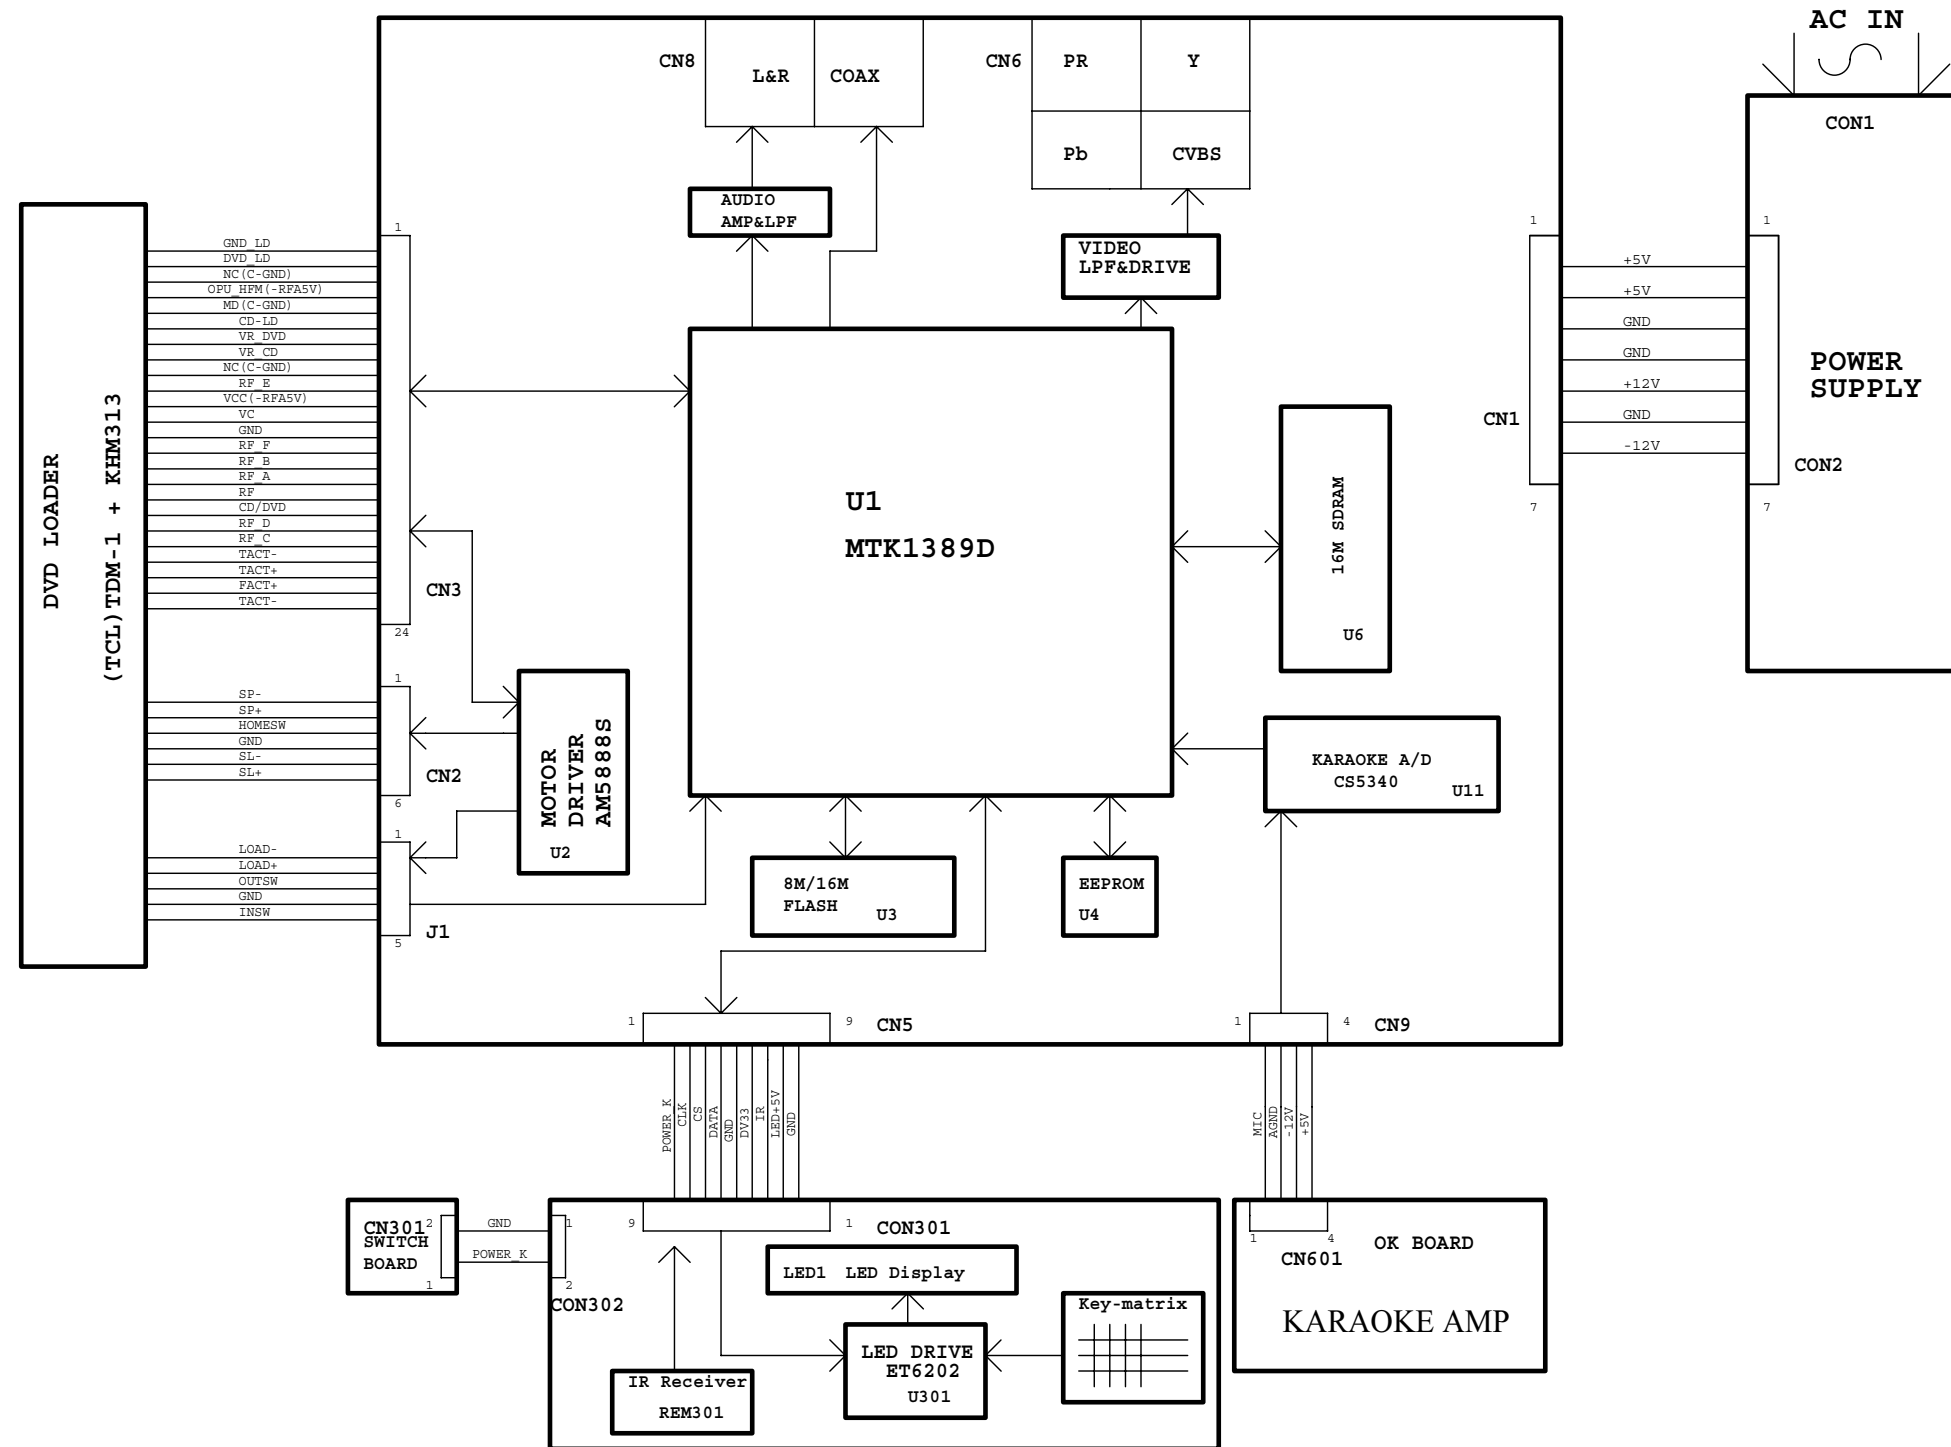 AC IN
CN8
L&R
COAX
CN6
PR
Y
Pb
CVBS
CON1
AUDIO
AMP&LPF
VIDEO
LPF&DRIVE
DVD LOADER
(TCL)TDM-1 + KHM313
1
GND_LD
DVD_LD
NC(C-GND)
OPU_HFM(-RFA5V)
MD(C-GND)
CD-LD
VR_DVD
VR_CD
NC(C-GND)
RF_E
VCC(-RFA5V)
VC
GND
RF_F
RF_B
RF_A
RF
CD/DVD
RF_D
RF_C
TACT-
TACT+
FACT+
TACT-
24
CN3
1
SP-
SP+
HOMESW
GND
SL-
SL+
6
CN2
1
LOAD-
LOAD+
OUTSW
GND
INSW
5
J1
MOTOR
DRIVER
AM5888S
U2
U1
MTK1389D
16M SDRAM
U6
KARAOKE A/D
CS5340
U11
8M/16M
FLASH
U3
EEPROM
U4
1
CN1
7
+5V
+5V
GND
GND
+12V
GND
-12V
1
POWER
SUPPLY
CON2
7
1
9
CN5
1
4
CN9
POWER_K
CLK
CS
DATA
GND
DV33
IR
LED+5V
GND
MIC
AGND
-12V
+5V
CN301
2
SWITCH
BOARD
1
GND
POWER_K
1
2
CON302
9
1
CON301
LED1 LED Display
Key-matrix
LED DRIVE
ET6202
U301
IR Receiver
REM301
1
4
CN601
OK BOARD
KARAOKE AMP